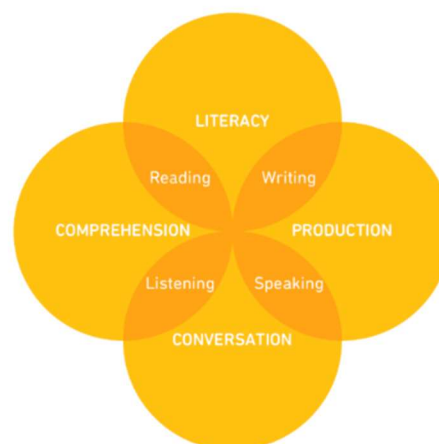 LITERACY
Reading
Writing
COMPREHENSION
PRODUCTION
Listening
Speaking
CONVERSATION